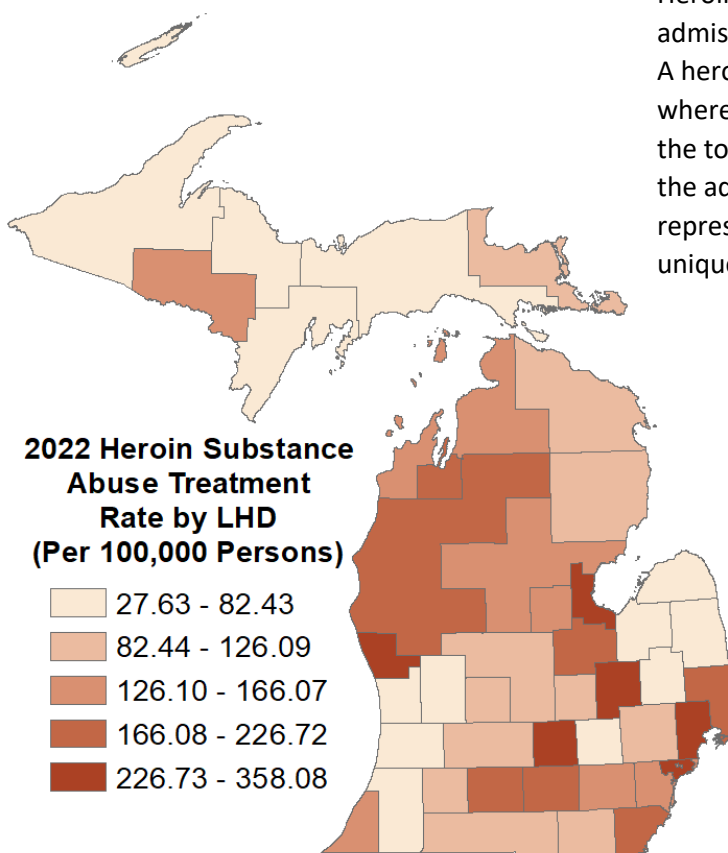 Heroin
admis
A hero
where
the to
the ad
repres
unique
2022 Heroin Substance
Abuse Treatment
Rate by LHD
(Per 100,000 Persons)
27.63 - 82.43
82.44 - 126.09
126.10 - 166.07
166.08 - 226.72
226.73 - 358.08